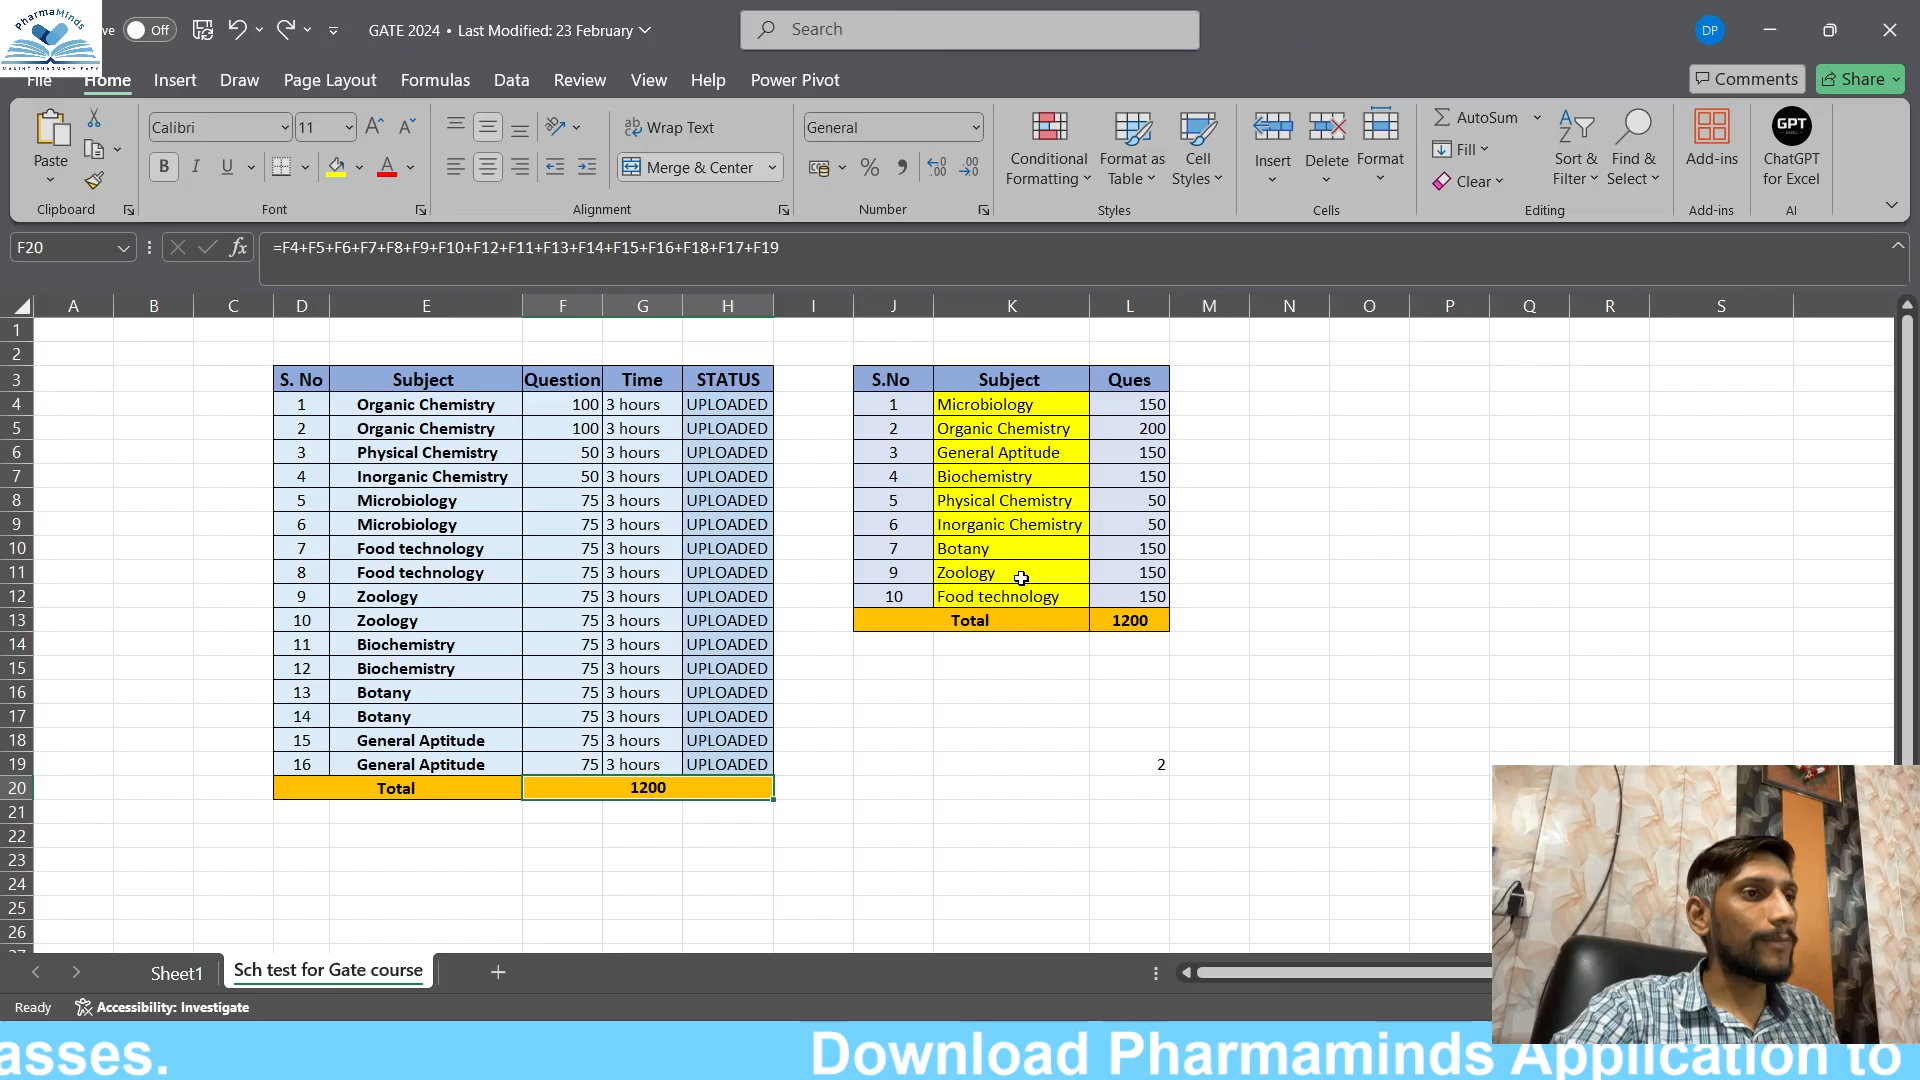 PharmaMinds
MAKING PHARMACY EASY
ve Off GATE 2024 • Last Modified: 23 February Search DP
File Home Insert Draw Page Layout Formulas Data Review View Help Power Pivot Comments Share
Paste Calibri 11 Wrap Text General Conditional Formatting Format as Table Cell Styles Insert Delete Format AutoSum Sort & Filter Find & Select Add-ins GPT ChatGPT for Excel
B I U A Merge & Center % Fill Clear
Clipboard Font Alignment Number Styles Cells Editing Add-ins AI
F20 fx =F4+F5+F6+F7+F8+F9+F10+F12+F11+F13+F14+F15+F16+F18+F17+F19
A B C D E F G H I J K L M N O P Q R S
1
2
3 S. No Subject Question Time STATUS S.No Subject Ques
4 1 Organic Chemistry 100 3 hours UPLOADED 1 Microbiology 150
5 2 Organic Chemistry 100 3 hours UPLOADED 2 Organic Chemistry 200
6 3 Physical Chemistry 50 3 hours UPLOADED 3 General Aptitude 150
7 4 Inorganic Chemistry 50 3 hours UPLOADED 4 Biochemistry 150
8 5 Microbiology 75 3 hours UPLOADED 5 Physical Chemistry 50
9 6 Microbiology 75 3 hours UPLOADED 6 Inorganic Chemistry 50
10 7 Food technology 75 3 hours UPLOADED 7 Botany 150
11 8 Food technology 75 3 hours UPLOADED 9 Zoology 150
12 9 Zoology 75 3 hours UPLOADED 10 Food technology 150
13 10 Zoology 75 3 hours UPLOADED Total 1200
14 11 Biochemistry 75 3 hours UPLOADED
15 12 Biochemistry 75 3 hours UPLOADED
16 13 Botany 75 3 hours UPLOADED
17 14 Botany 75 3 hours UPLOADED
18 15 General Aptitude 75 3 hours UPLOADED
19 16 General Aptitude 75 3 hours UPLOADED 2
20 Total 1200
21
22
23
24
25
26
27
Sheet1 Sch test for Gate course
Ready Accessibility: Investigate
asses. Download Pharmaminds Application to